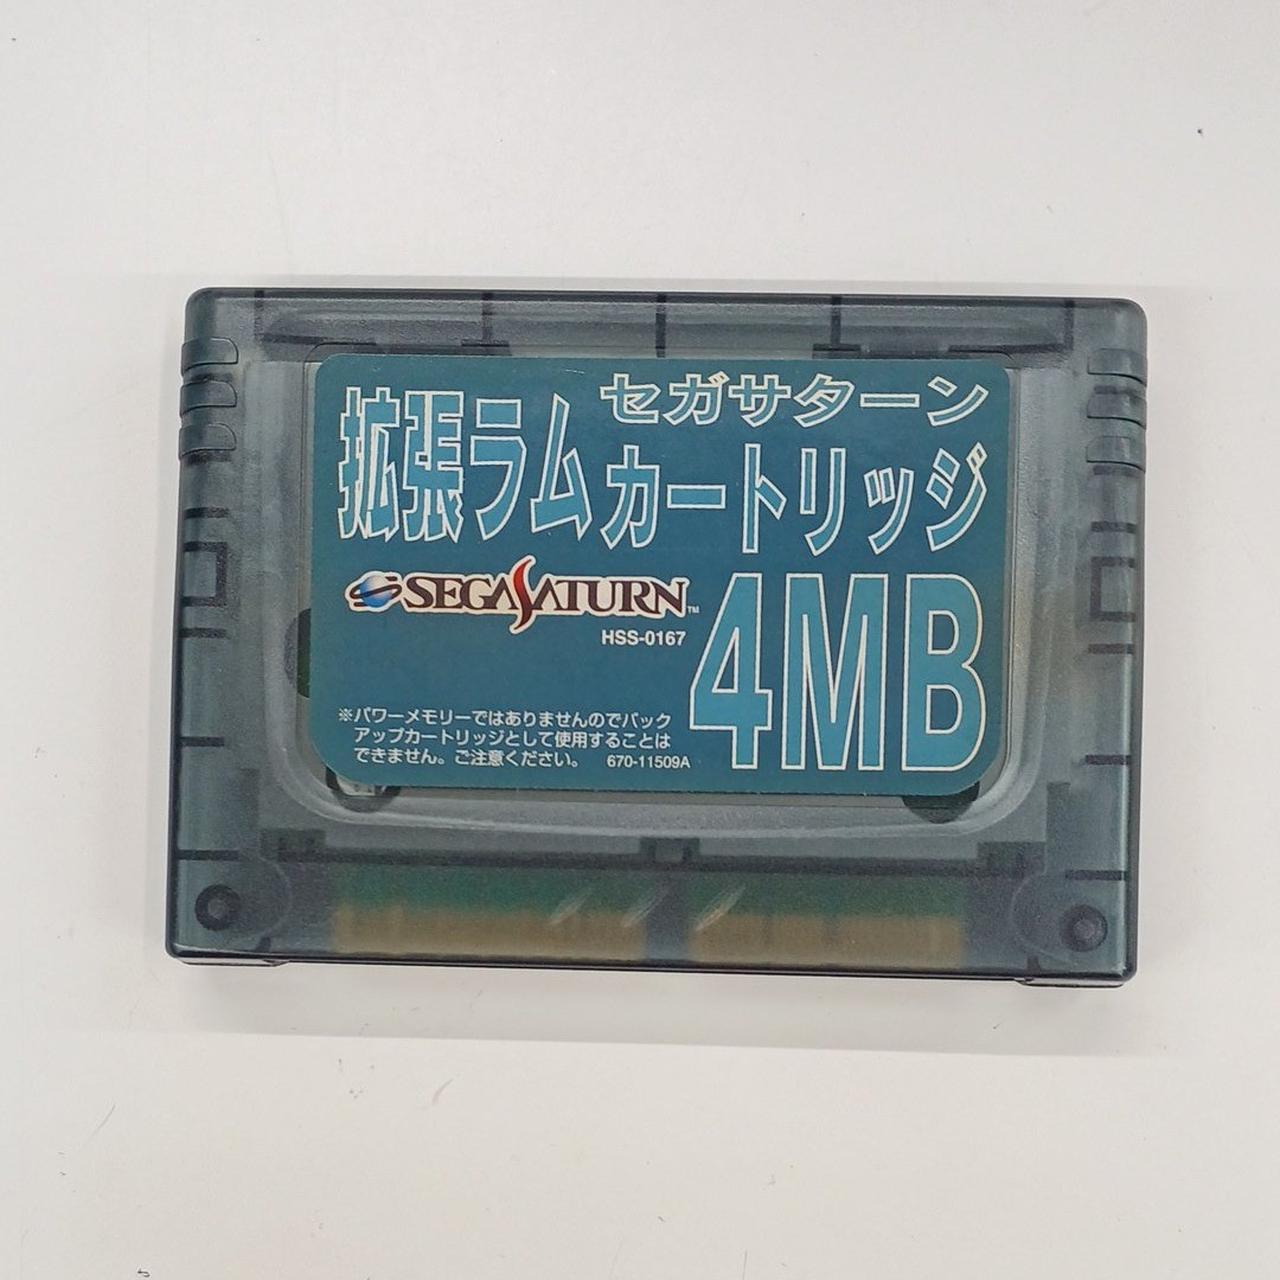 セガサターン
拡張ラムカートリッジ
SEGA SATURN™
HSS-0167
4MB
※パワーメモリーではありませんのでバック
アップカートリッジとして使用することは
できません。ご注意ください。 670-11509A